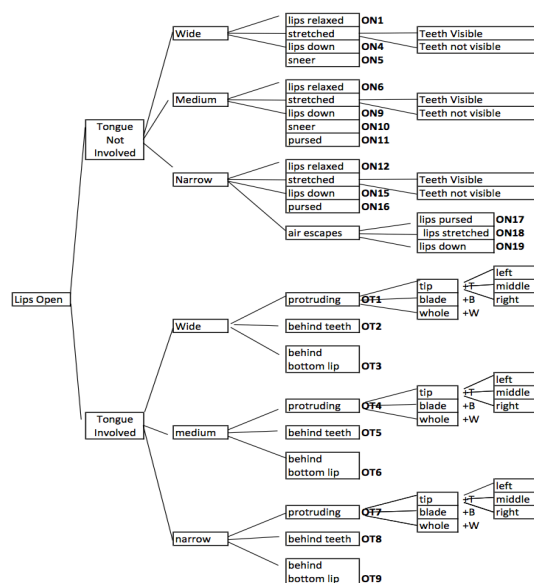 lips relaxed ON1
Wide stretched Teeth Visible
lips down ON4 Teeth not visible
sneer ON5
lips relaxed ON6
Medium stretched Teeth Visible
lips down ON9 Teeth not visible
sneer ON10
pursed ON11
Tongue
Not
Involved
lips relaxed ON12
Narrow stretched Teeth Visible
lips down ON15 Teeth not visible
pursed ON16
air escapes
lips pursed ON17
lips stretched ON18
lips down ON19
Lips Open
Wide
protruding OT1
tip +T
blade +B
whole +W
left
middle
right
behind teeth OT2
behind
bottom lip OT3
Tongue
Involved
medium
protruding OT4
tip +T
blade +B
whole +W
left
middle
right
behind teeth OT5
behind
bottom lip OT6
narrow
protruding OT7
tip +T
blade +B
whole +W
left
middle
right
behind teeth OT8
behind
bottom lip OT9